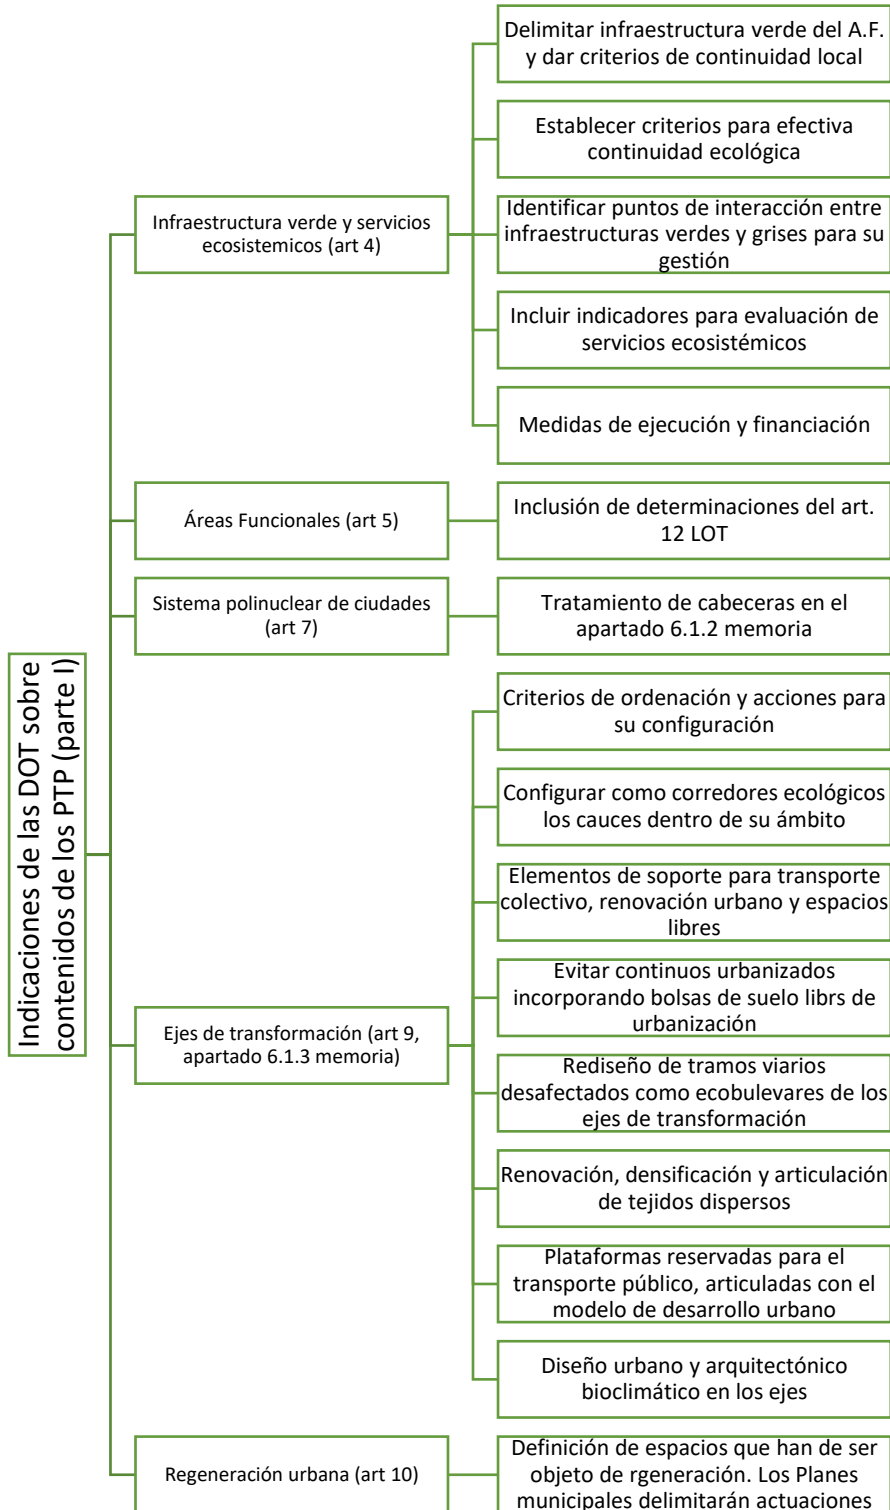 Indicaciones de las DOT sobre
contenidos de los PTP (parte I)
Infraestructura verde y servicios
ecosistemicos (art 4)
Delimitar infraestructura verde del A.F.
y dar criterios de continuidad local
Establecer criterios para efectiva
continuidad ecológica
Identificar puntos de interacción entre
infraestructuras verdes y grises para su
gestión
Incluir indicadores para evaluación de
servicios ecosistémicos
Medidas de ejecución y financiación
Áreas Funcionales (art 5)
Inclusión de determinaciones del art.
12 LOT
Sistema polinuclear de ciudades
(art 7)
Tratamiento de cabeceras en el
apartado 6.1.2 memoria
Ejes de transformación (art 9,
apartado 6.1.3 memoria)
Criterios de ordenación y acciones para
su configuración
Configurar como corredores ecológicos
los cauces dentro de su ámbito
Elementos de soporte para transporte
colectivo, renovación urbano y espacios
libres
Evitar continuos urbanizados
incorporando bolsas de suelo librs de
urbanización
Rediseño de tramos viarios
desafectados como ecobulevares de los
ejes de transformación
Renovación, densificación y articulación
de tejidos dispersos
Plataformas reservadas para el
transporte público, articuladas con el
modelo de desarrollo urbano
Diseño urbano y arquitectónico
bioclimático en los ejes
Regeneración urbana (art 10)
Definición de espacios que han de ser
objeto de rgeneración. Los Planes
municipales delimitarán actuaciones